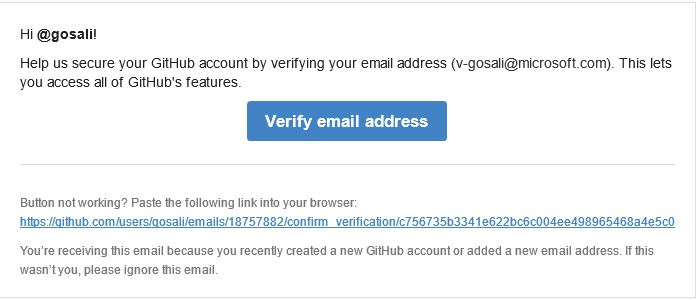 Hi @gosali!
Help us secure your GitHub account by verifying your email address (v-gosali@microsoft.com). This lets
you access all of GitHub's features.
Verify email address
Button not working? Paste the following link into your browser:
https://github.com/users/gosali/emails/18757882/confirm_verification/c756735b3341e622bc6c004ee498965468a4e5c0
You're receiving this email because you recently created a new GitHub account or added a new email address. If this
wasn't you, please ignore this email.